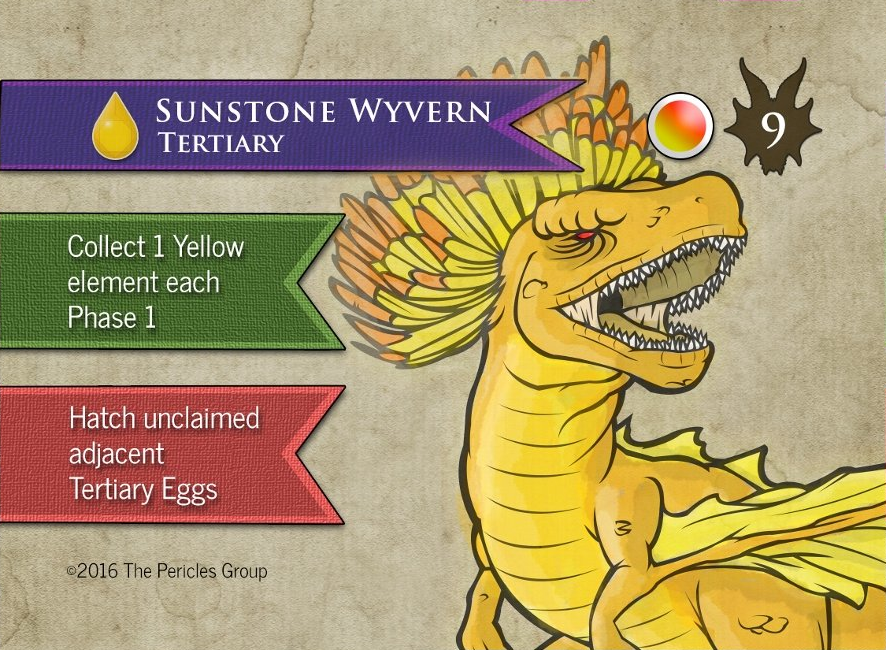 Sunstone Wyvern
Tertiary
9
Collect 1 Yellow
element each
Phase 1
Hatch unclaimed
adjacent
Tertiary Eggs
©2016 The Pericles Group